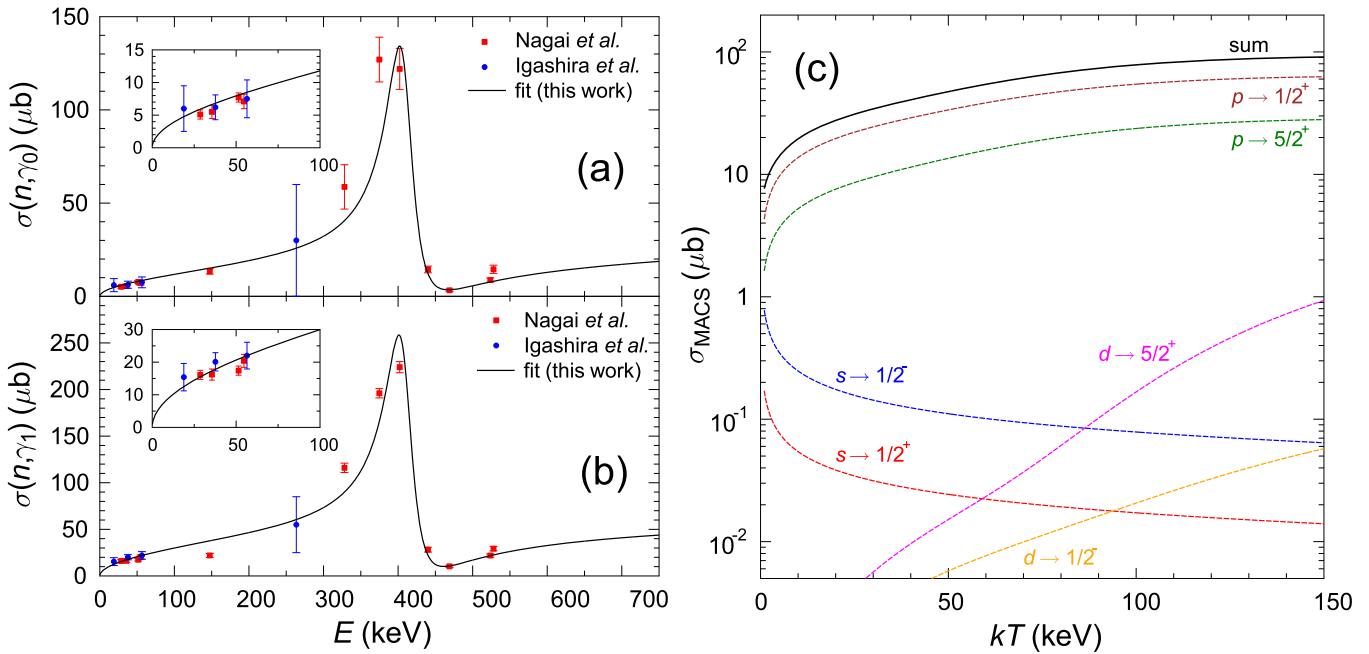 150
100
50
0
σ(n,γ₀) (μb)
15
10
5
0
0 50 100
Nagai et al.
Igashira et al.
fit (this work)
(a)
250
200
150
100
50
0
σ(n,γ₁) (μb)
30
20
10
0
0 50 100
Nagai et al.
Igashira et al.
fit (this work)
(b)
0 100 200 300 400 500 600 700
E (keV)
10²
10
1
10⁻¹
10⁻²
σMACS (μb)
(c)
sum
p → 1/2⁺
p → 5/2⁺
d → 5/2⁺
s → 1/2⁻
s → 1/2⁺
d → 1/2⁻
0 50 100 150
kT (keV)